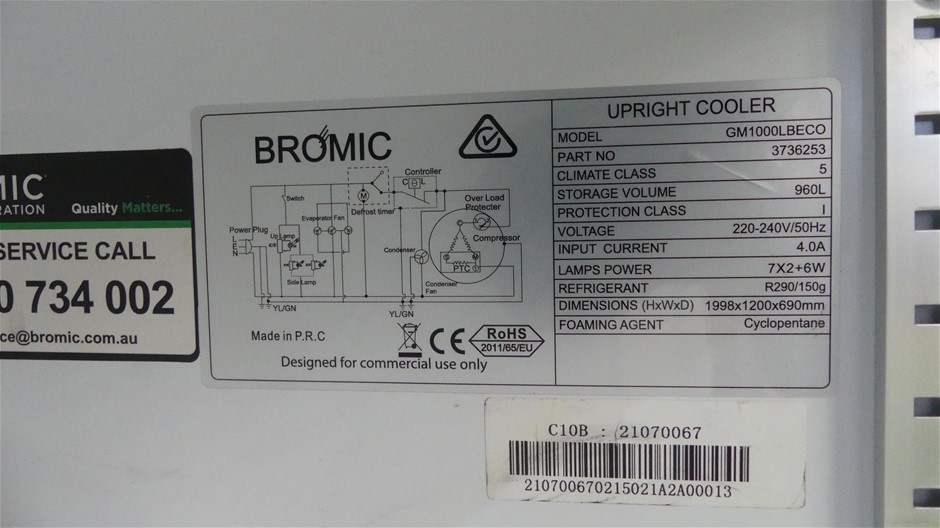 MIC
RATION
Quality Matters...
SERVICE CALL
0 734 002
ce@bromic.com.au
BROMIC
Controller
C L
Switch
M
Defrost timer
Over Load
Protecter
Evaporator Fan
Power Plug
Up Lamp
L
E
N
Compressor
Condenser
Side Lamp
PTC
Condenser
Fan
YL/GN
YL/GN
Made in P.R.C
CE
RoHS
2011/65/EU
Designed for commercial use only
UPRIGHT COOLER
MODEL GM1000LBECO
PART NO 3736253
CLIMATE CLASS 5
STORAGE VOLUME 960L
PROTECTION CLASS I
VOLTAGE 220-240V/50Hz
INPUT CURRENT 4.0A
LAMPS POWER 7X2+6W
REFRIGERANT R290/150g
DIMENSIONS (HxWxD) 1998x1200x690mm
FOAMING AGENT Cyclopentane
C10B : 21070067
210700670215021A2A00013